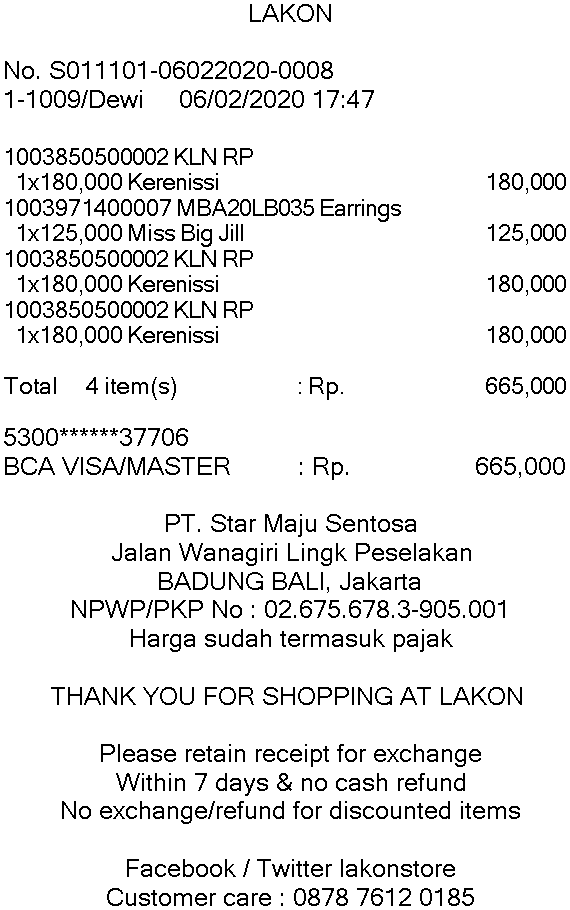 LAKON
No. S011101-06022020-0008
1-1009/Dewi 06/02/2020 17:47
1003850500002 KLN RP
1x180,000 Kerenissi 180,000
1003971400007 MBA20LB035 Earrings
1x125,000 Miss Big Jill 125,000
1003850500002 KLN RP
1x180,000 Kerenissi 180,000
1003850500002 KLN RP
1x180,000 Kerenissi 180,000
Total 4 item(s) : Rp. 665,000
5300******37706
BCA VISA/MASTER : Rp. 665,000
PT. Star Maju Sentosa
Jalan Wanagiri Lingk Peselakan
BADUNG BALI, Jakarta
NPWP/PKP No : 02.675.678.3-905.001
Harga sudah termasuk pajak
THANK YOU FOR SHOPPING AT LAKON
Please retain receipt for exchange
Within 7 days & no cash refund
No exchange/refund for discounted items
Facebook / Twitter lakonstore
Customer care : 0878 7612 0185